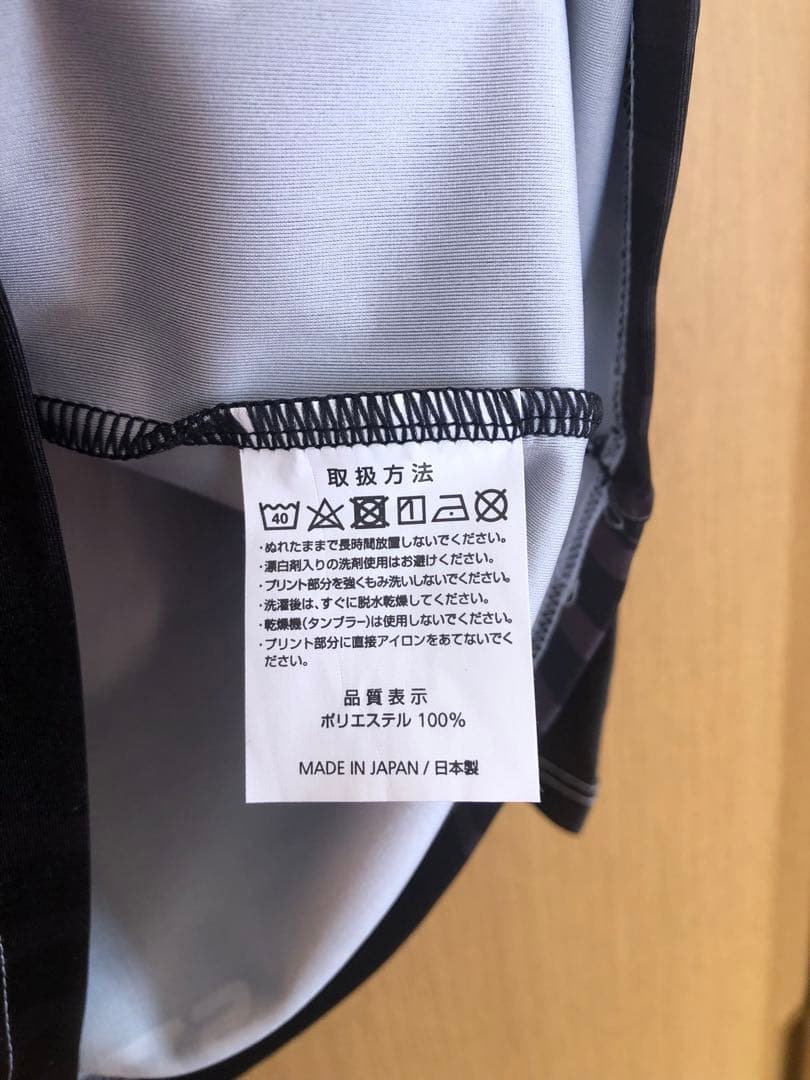 取扱方法
40
・ぬれたままで長時間放置しないでください。
・漂白剤入りの洗剤使用はお避けください。
・プリント部分を強くもみ洗いしないでください。
・洗濯後は、すぐに脱水乾燥してください。
・乾燥機(タンブラー)は使用しないでください。
・プリント部分に直接アイロンをあてないでく
ださい。
品質表示
ポリエステル 100%
MADE IN JAPAN / 日本製